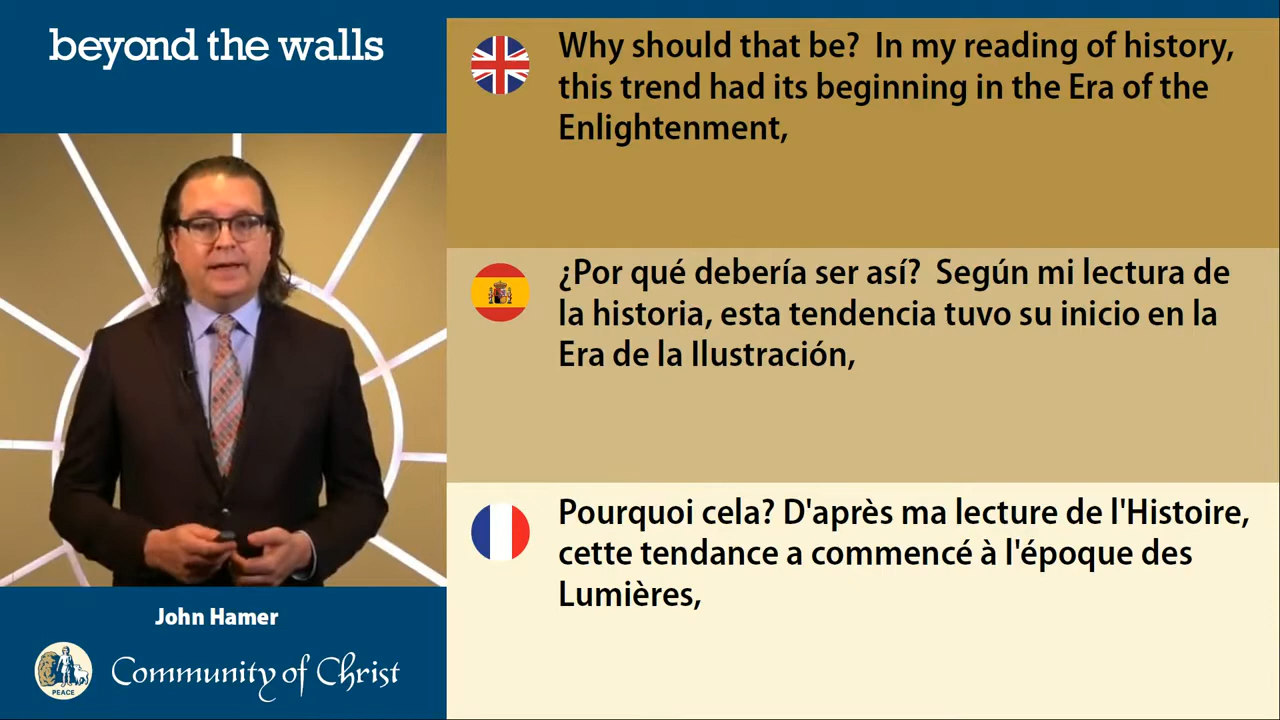 beyond the walls
Why should that be?  In my reading of history,
this trend had its beginning in the Era of the
Enlightenment,
¿Por qué debería ser así?  Según mi lectura de
la historia, esta tendencia tuvo su inicio en la
Era de la Ilustración,
Pourquoi cela? D'après ma lecture de l'Histoire,
cette tendance a commencé à l'époque des
Lumières,
John Hamer
PEACE
Community of Christ